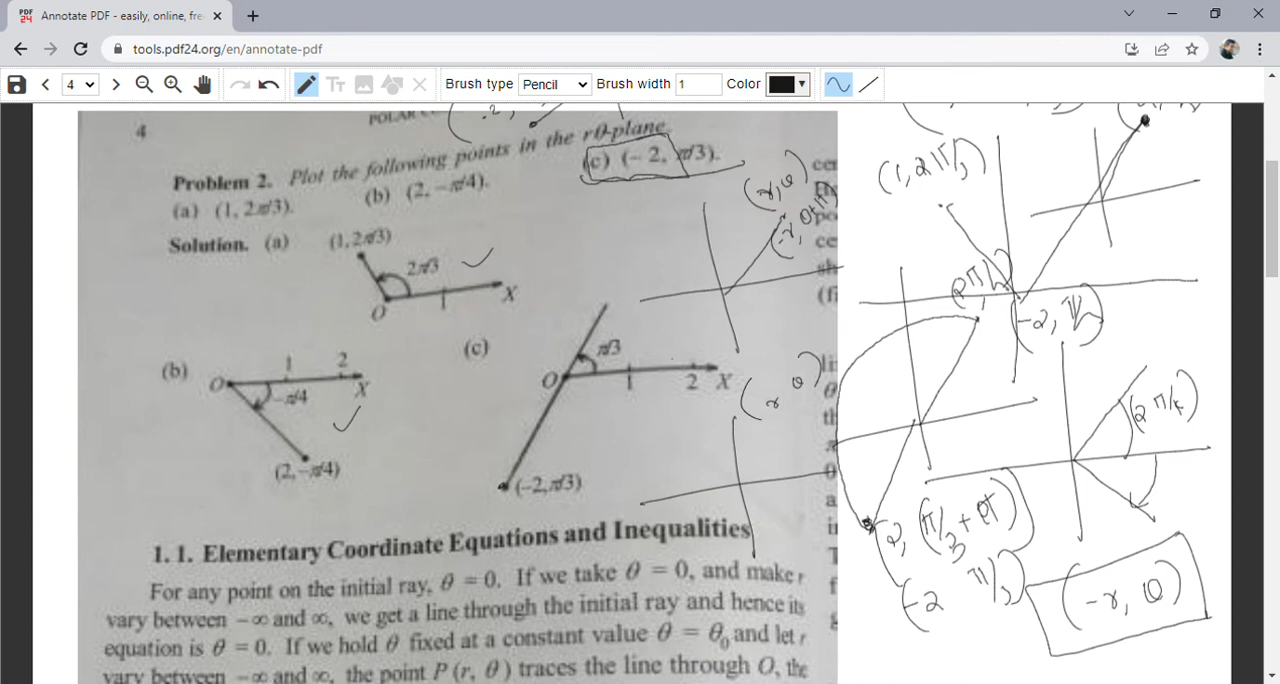 PDF 24 Annotate PDF - easily, online, fre
tools.pdf24.org/en/annotate-pdf
4 Brush type Pencil Brush width 1 Color
4 POLAR
Problem 2. Plot the following points in the rθ-plane.
(a) (1, 2π/3). (b) (2, -π/4). (c) (-2, π/3).
Solution. (a) (1,2π/3)
2π/3
O X
(b) O 1 2 X
-π/4
(2,-π/4)
(c) π/3
O 1 2 X
(-2,π/3)
1. 1. Elementary Coordinate Equations and Inequalities
For any point on the initial ray, θ = 0. If we take θ = 0, and make r
vary between -∞ and ∞, we get a line through the initial ray and hence its
equation is θ = 0. If we hold θ fixed at a constant value θ = θ₀ and let r
vary between -∞ and ∞, the point P (r, θ) traces the line through O, the
(r, θ)
(-r, θ+π)
(r θ)
(1, 2π/3)
(2 π/4)
(-2 π/3)
(-r, θ)